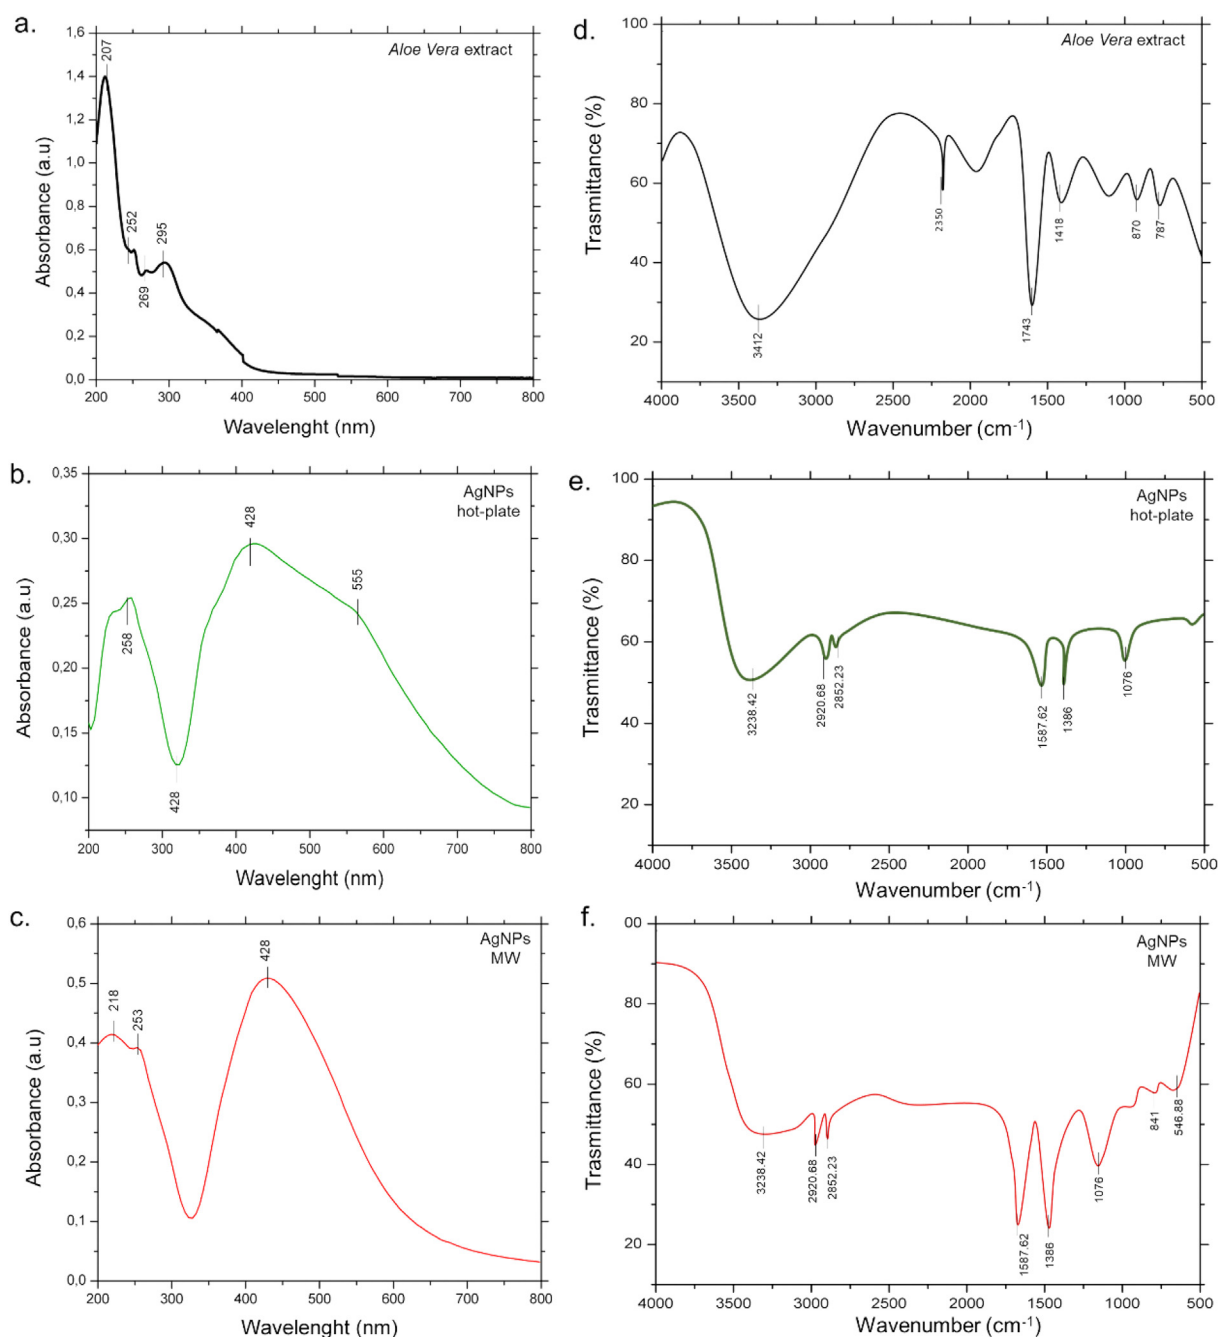 a.
Aloe Vera extract
207
252
269
295
1,6
1,4
1,2
1,0
0,8
0,6
0,4
0,2
0,0
200 300 400 500 600 700 800
Absorbance (a.u)
Wavelenght (nm)
d.
Aloe Vera extract
100
80
60
40
20
3412
2350
1743
1418
870
787
4000 3500 3000 2500 2000 1500 1000 500
Trasmittance (%)
Wavenumber (cm-1)
b.
AgNPs
hot-plate
0,35
0,30
0,25
0,20
0,15
0,10
258
428
428
555
200 300 400 500 600 700 800
Absorbance (a.u)
Wavelenght (nm)
e.
AgNPs
hot-plate
100
80
60
40
20
3238.42
2920.68
2852.23
1587.62
1386
1076
4000 3500 3000 2500 2000 1500 1000 500
Trasmittance (%)
Wavenumber (cm-1)
c.
AgNPs
MW
0,6
0,5
0,4
0,3
0,2
0,1
0,0
218
253
428
200 300 400 500 600 700 800
Absorbance (a.u)
Wavelenght (nm)
f.
AgNPs
MW
00
80
60
40
20
3238.42
2920.68
2852.23
1587.62
1386
1076
841
546.88
4000 3500 3000 2500 2000 1500 1000 500
Trasmittance (%)
Wavenumber (cm-1)